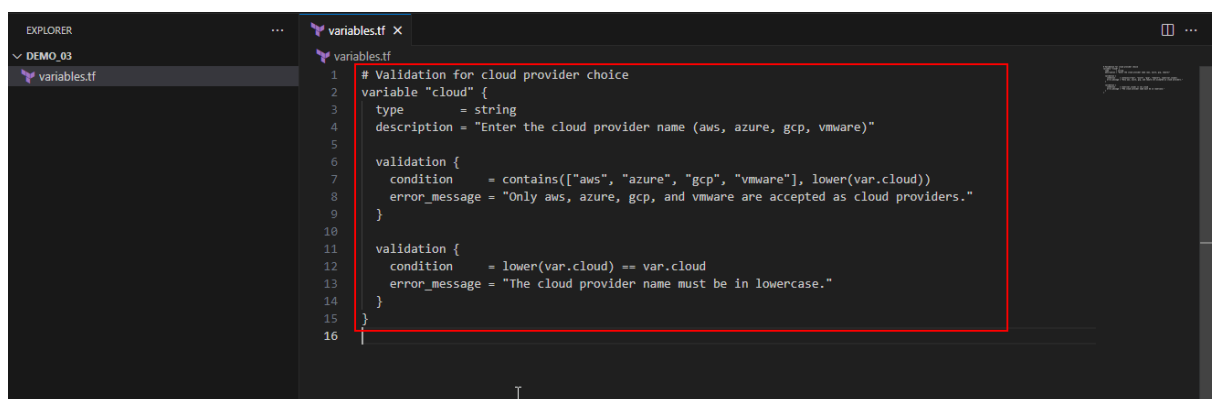 EXPLORER
...
variables.tf
DEMO_03
variables.tf
variables.tf
1 # Validation for cloud provider choice
2 variable "cloud" {
3   type        = string
4   description = "Enter the cloud provider name (aws, azure, gcp, vmware)"
5
6   validation {
7     condition     = contains(["aws", "azure", "gcp", "vmware"], lower(var.cloud))
8     error_message = "Only aws, azure, gcp, and vmware are accepted as cloud providers."
9   }
10
11   validation {
12     condition     = lower(var.cloud) == var.cloud
13     error_message = "The cloud provider name must be in lowercase."
14   }
15 }
16